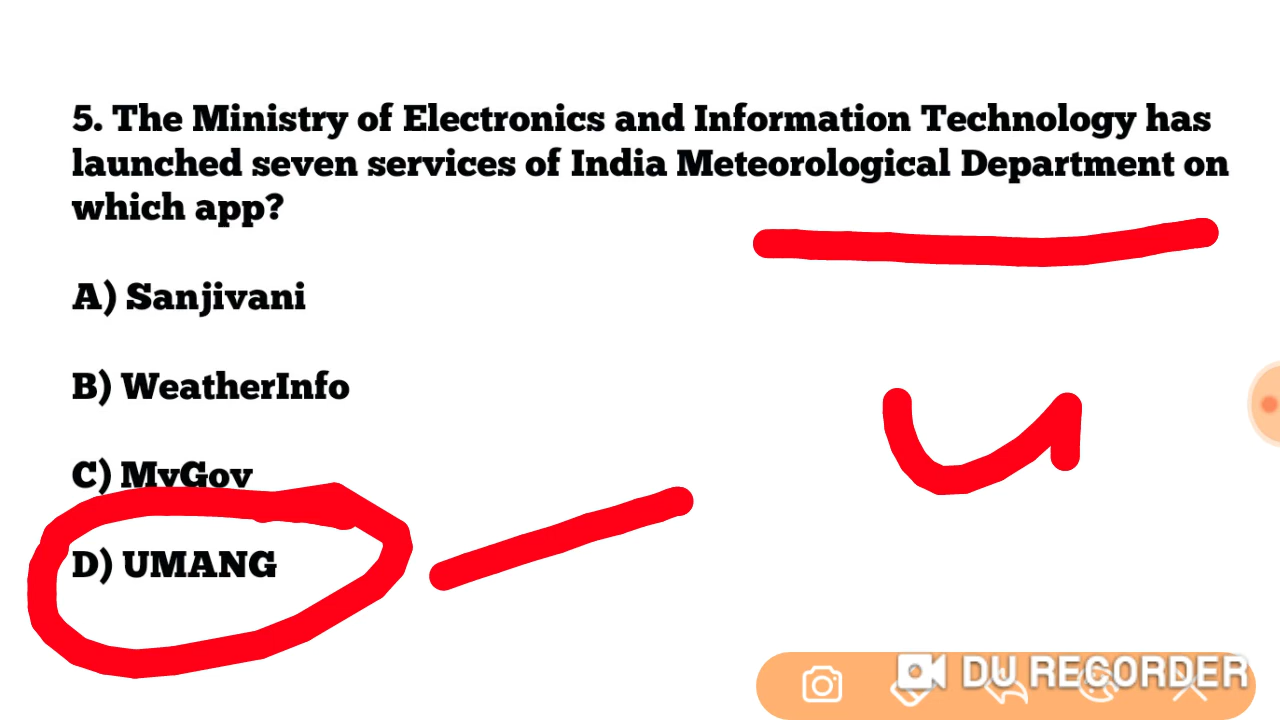 5. The Ministry of Electronics and Information Technology has
launched seven services of India Meteorological Department on
which app?
A) Sanjivani
B) WeatherInfo
C) MyGov
D) UMANG
DU RECORDER